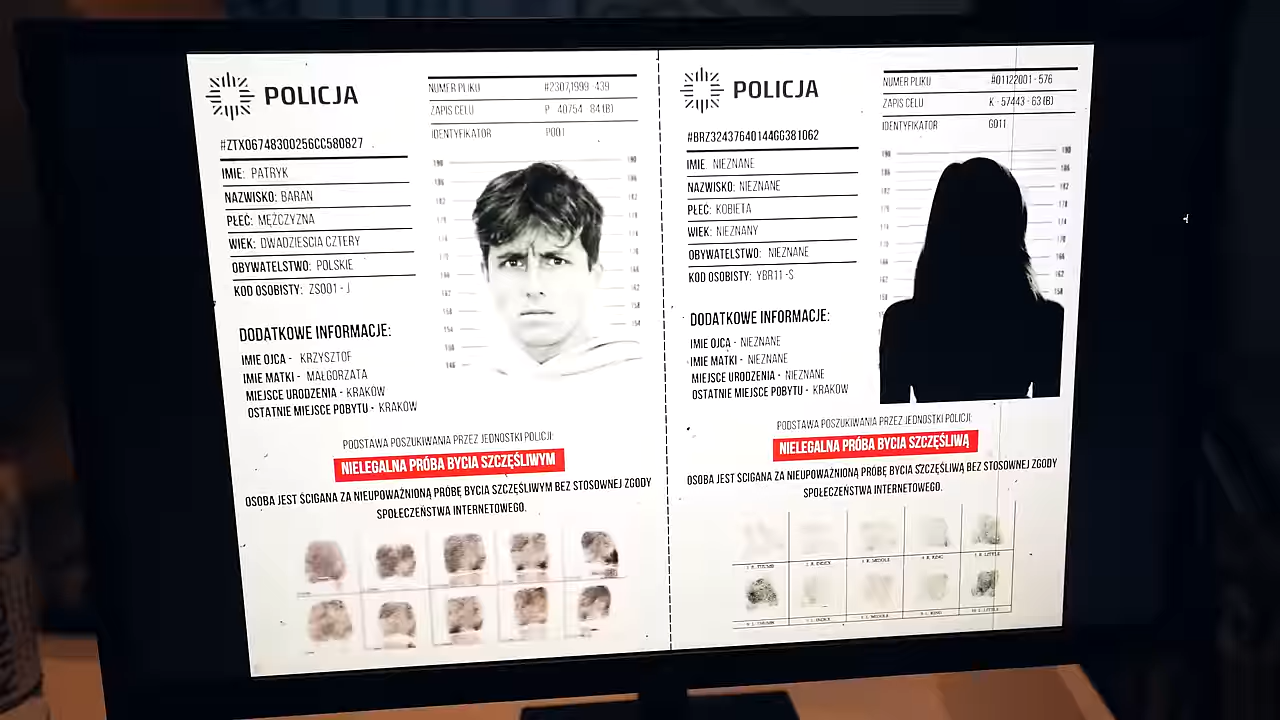 POLICJA
NUMER PLIKU #23071999 - 439
ZAPIS CELU P - 40754 - 84 (B)
IDENTYFIKATOR P001
#ZTX06748300256CC580827
IMIE: PATRYK
NAZWISKO: BARAN
PŁEĆ: MĘŻCZYZNA
WIEK: DWADZIEŚCIA CZTERY
OBYWATELSTWO: POLSKIE
KOD OSOBISTY: ZS001 - J
DODATKOWE INFORMACJE:
IMIE OJCA - KRZYSZTOF
IMIE MATKI - MAŁGORZATA
MIEJSCE URODZENIA - KRAKÓW
OSTATNIE MIEJSCE POBYTU - KRAKÓW
PODSTAWA POSZUKIWANIA PRZEZ JEDNOSTKI POLICJI:
NIELEGALNA PRÓBA BYCIA SZCZĘŚLIWYM
OSOBA JEST ŚCIGANA ZA NIEUPOWAŻNIONĄ PRÓBĘ BYCIA SZCZĘŚLIWYM BEZ STOSOWNEJ ZGODY
SPOŁECZEŃSTWA INTERNETOWEGO.
POLICJA
NUMER PLIKU #01122001 - 576
ZAPIS CELU K - 57443 - 63 (B)
IDENTYFIKATOR G011
#BRZ32437640144GG381062
IMIE: NIEZNANE
NAZWISKO: NIEZNANE
PŁEĆ: KOBIETA
WIEK: NIEZNANY
OBYWATELSTWO: NIEZNANE
KOD OSOBISTY: YBR11 -S
DODATKOWE INFORMACJE:
IMIE OJCA - NIEZNANE
IMIE MATKI - NIEZNANE
MIEJSCE URODZENIA - NIEZNANE
OSTATNIE MIEJSCE POBYTU - KRAKÓW
PODSTAWA POSZUKIWANIA PRZEZ JEDNOSTKI POLICJI:
NIELEGALNA PRÓBA BYCIA SZCZĘŚLIWĄ
OSOBA JEST ŚCIGANA ZA NIEUPOWAŻNIONĄ PRÓBĘ BYCIA SZCZĘŚLIWĄ BEZ STOSOWNEJ ZGODY
SPOŁECZEŃSTWA INTERNETOWEGO.